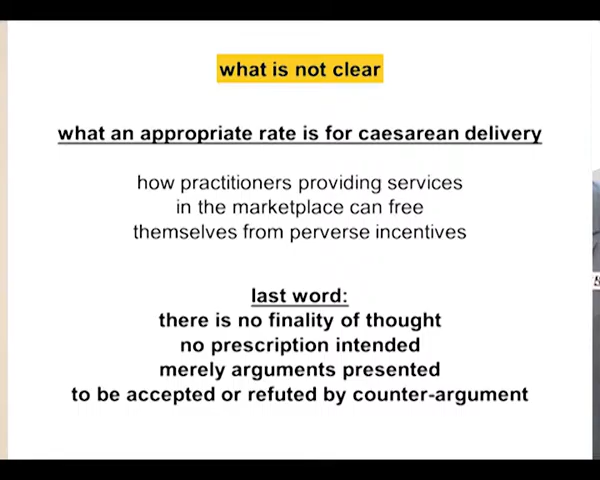 what is not clear
what an appropriate rate is for caesarean delivery
how practitioners providing services
in the marketplace can free
themselves from perverse incentives
last word:
there is no finality of thought
no prescription intended
merely arguments presented
to be accepted or refuted by counter-argument